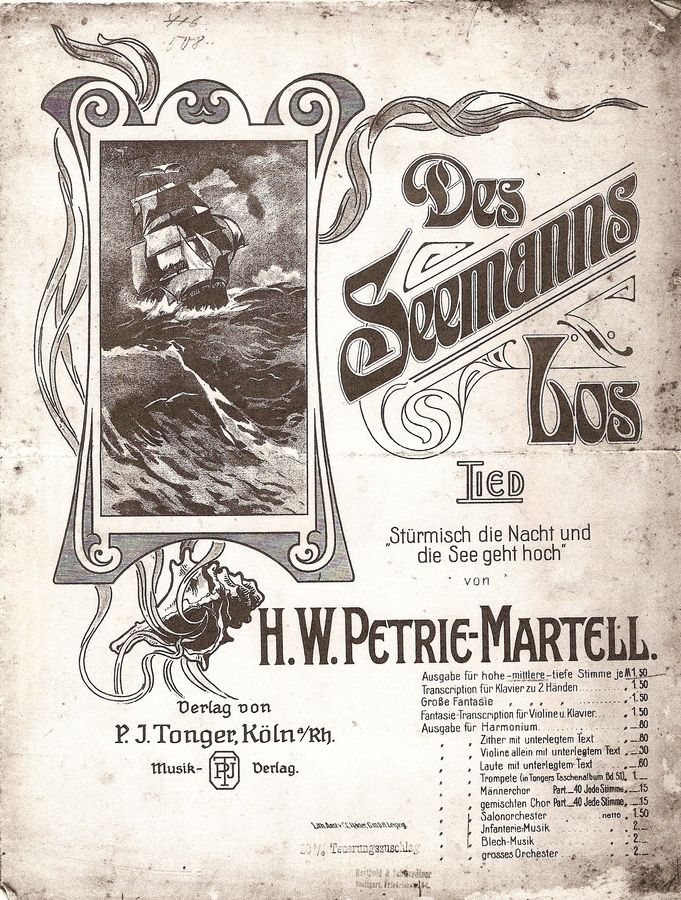 446
508..
Des
Seemanns
Los
Lied
„Stürmisch die Nacht und
die See geht hoch“
von
H. W. Petrie-Martell.
Verlag von
P. J. Tonger, Köln a/Rh.
Musik- PJT Verlag.
Ausgabe für hohe-mittlere-tiefe Stimme je M 1.50
Transcription für Klavier zu 2 Händen . . . . . . . . „ 1.50
Große Fantasie „ „ „ „ . . . . . . . . „ 1.50
Fantasie-Transcription für Violine u. Klavier. „ 1.50
Ausgabe für Harmonium. . . . . . . . „ _.80
„ „ Zither mit unterlegtem Text . „ _.80
„ „ Violine allein mit unterlegtem Text „ _.30
„ „ Laute mit unterlegtem Text . „ _.60
„ „ Trompete (in Tongers Taschenalbum Bd. 51). „ 1._
„ „ Männerchor Part. _.40 Jede Stimme „ _.15
„ „ gemischten Chor Part. _.40 Jede Stimme „ _.15
„ „ Salonorchester . . . . netto „ 1.50
„ „ Jnfanterie-Musik . . . . „ 2._
„ „ Blech-Musik . . . . „ 2._
„ „ grosses Orchester . . . . „ 2._
G.m.b.H. Leipzig.
Teuerungszuschlag
Stuttgart,